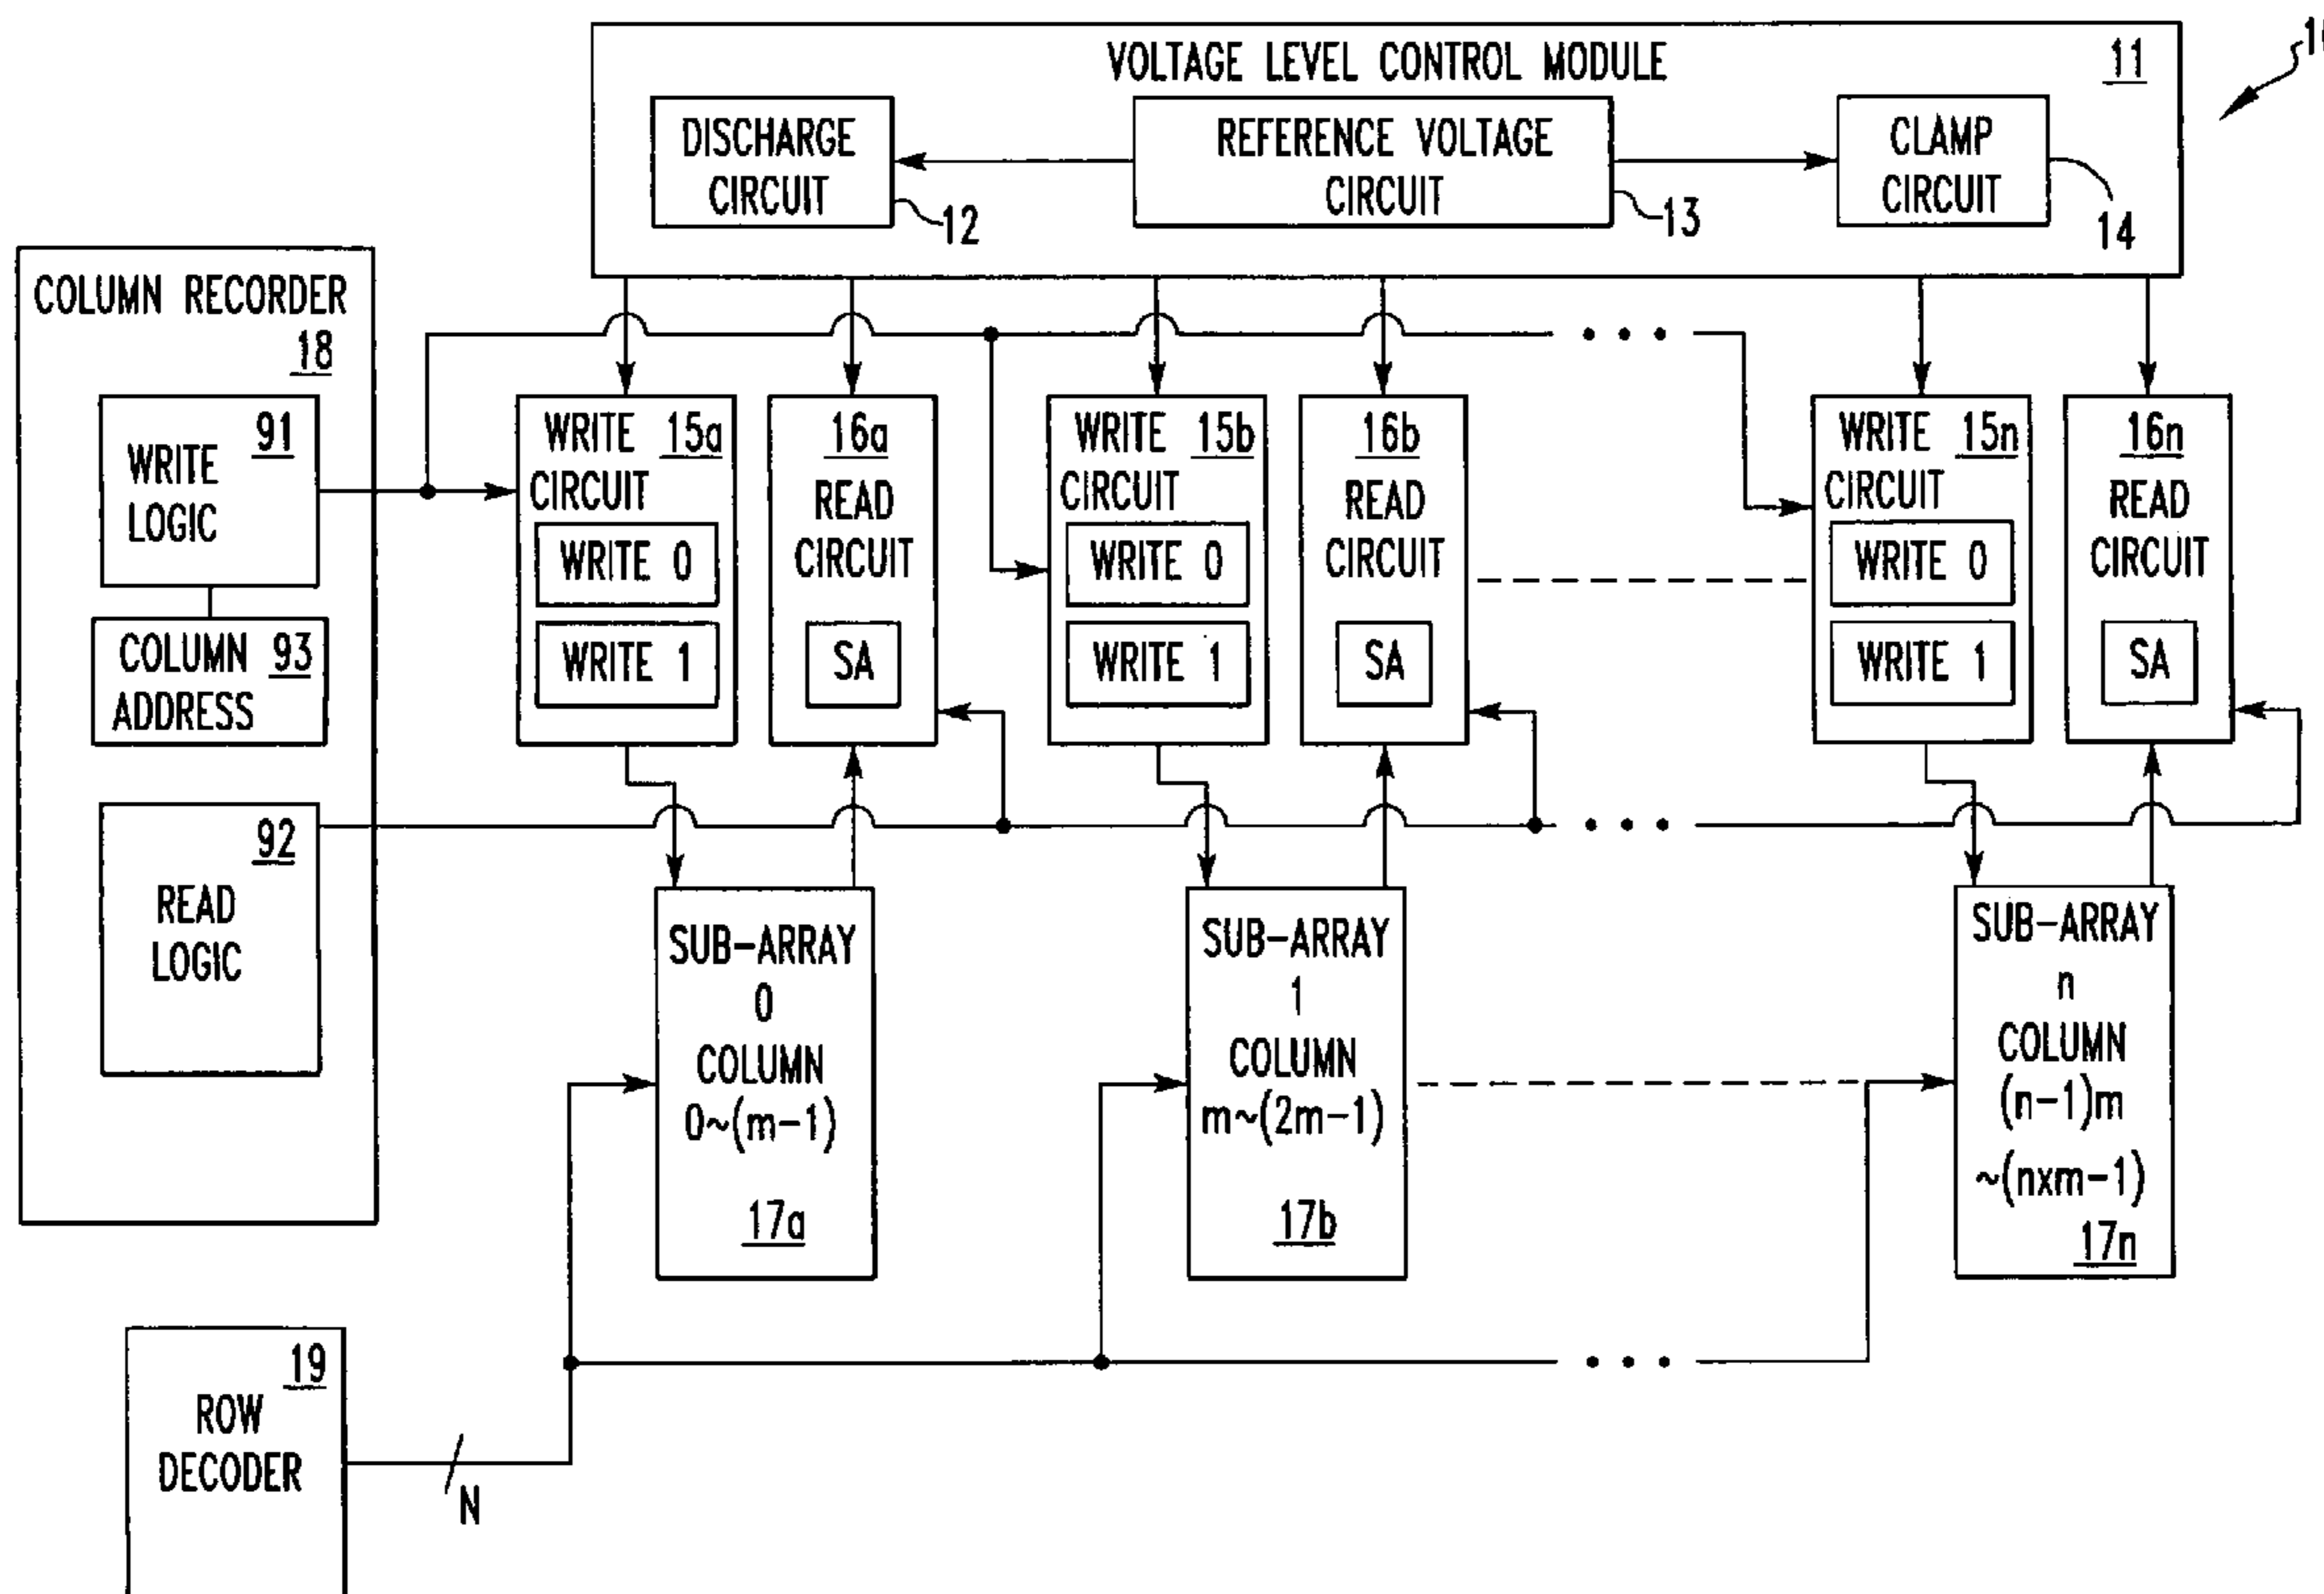 VOLTAGE LEVEL CONTROL MODULE 11
DISCHARGE
CIRCUIT
12
REFERENCE VOLTAGE
CIRCUIT
13
CLAMP
CIRCUIT
14
COLUMN RECORDER
18
WRITE
LOGIC
91
COLUMN 93
ADDRESS
92
READ
LOGIC
WRITE 15a
CIRCUIT
WRITE 0
WRITE 1
16a
READ
CIRCUIT
SA
WRITE 15b
CIRCUIT
WRITE 0
WRITE 1
16b
READ
CIRCUIT
SA
WRITE 15n
CIRCUIT
WRITE 0
WRITE 1
16n
READ
CIRCUIT
SA
SUB-ARRAY
0
COLUMN
0~(m-1)
17a
SUB-ARRAY
1
COLUMN
m~(2m-1)
17b
SUB-ARRAY
n
COLUMN
(n-1)m
~(nxm-1)
17n
19
ROW
DECODER
N